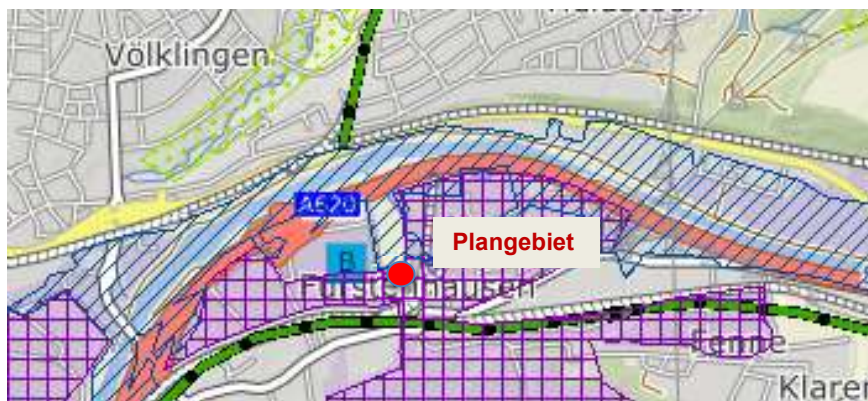 Völklingen
A620
Plangebiet
B
Fürstenhausen
Fenne
Klaren